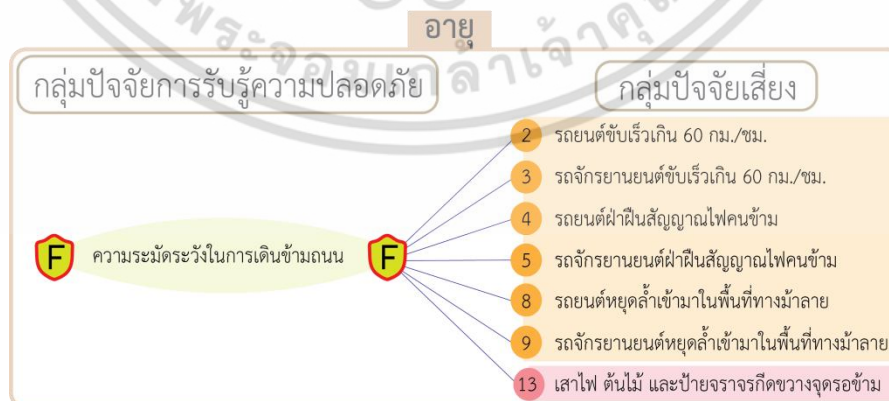 อายุ
กลุ่มปัจจัยการรับรู้ความปลอดภัย
กลุ่มปัจจัยเสี่ยง
F ความระมัดระวังในการเดินข้ามถนน F
2 รถยนต์ขับเร็วเกิน 60 กม./ชม.
3 รถจักรยานยนต์ขับเร็วเกิน 60 กม./ชม.
4 รถยนต์ฝ่าฝืนสัญญาณไฟคนข้าม
5 รถจักรยานยนต์ฝ่าฝืนสัญญาณไฟคนข้าม
8 รถยนต์หยุดล้ำเข้ามาในพื้นที่ทางม้าลาย
9 รถจักรยานยนต์หยุดล้ำเข้ามาในพื้นที่ทางม้าลาย
13 เสาไฟ ต้นไม้ และป้ายจราจรกีดขวางจุดรอข้าม